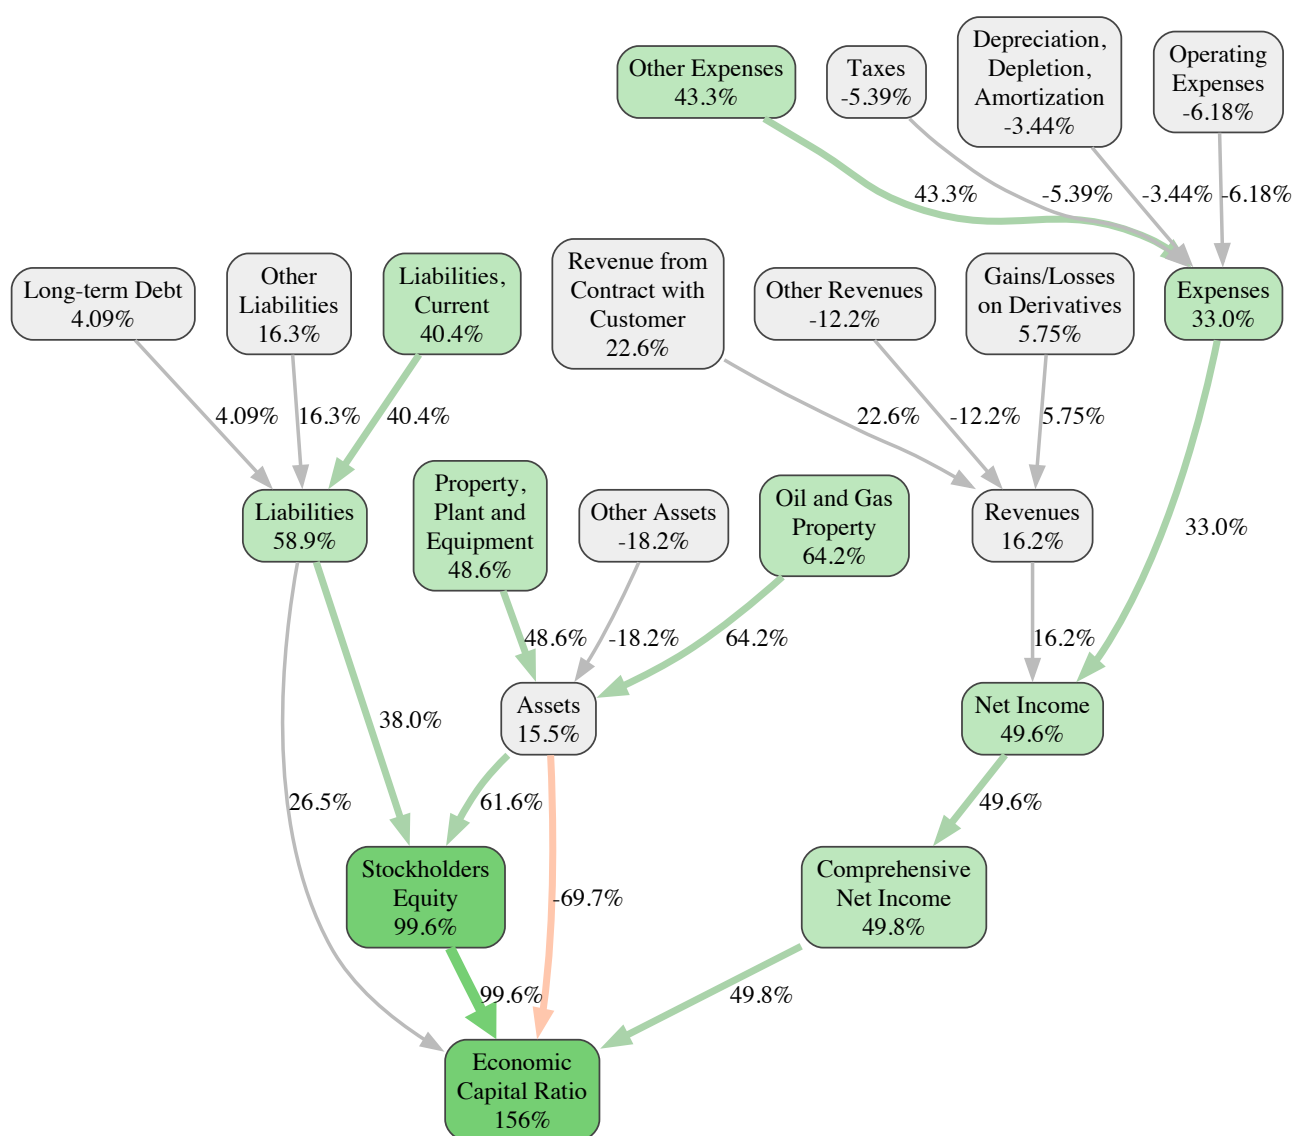 Other Expenses
43.3%
Taxes
-5.39%
Depreciation,
Depletion,
Amortization
-3.44%
Operating
Expenses
-6.18%
43.3%
-5.39%
-3.44%
-6.18%
Long-term Debt
4.09%
Other
Liabilities
16.3%
Liabilities,
Current
40.4%
Revenue from
Contract with
Customer
22.6%
Other Revenues
-12.2%
Gains/Losses
on Derivatives
5.75%
Expenses
33.0%
4.09%
16.3%
40.4%
22.6%
-12.2%
5.75%
Liabilities
58.9%
Property,
Plant and
Equipment
48.6%
Other Assets
-18.2%
Oil and Gas
Property
64.2%
Revenues
16.2%
33.0%
48.6%
-18.2%
64.2%
16.2%
38.0%
Assets
15.5%
Net Income
49.6%
26.5%
61.6%
49.6%
Stockholders
Equity
99.6%
-69.7%
Comprehensive
Net Income
49.8%
99.6%
49.8%
Economic
Capital Ratio
156%